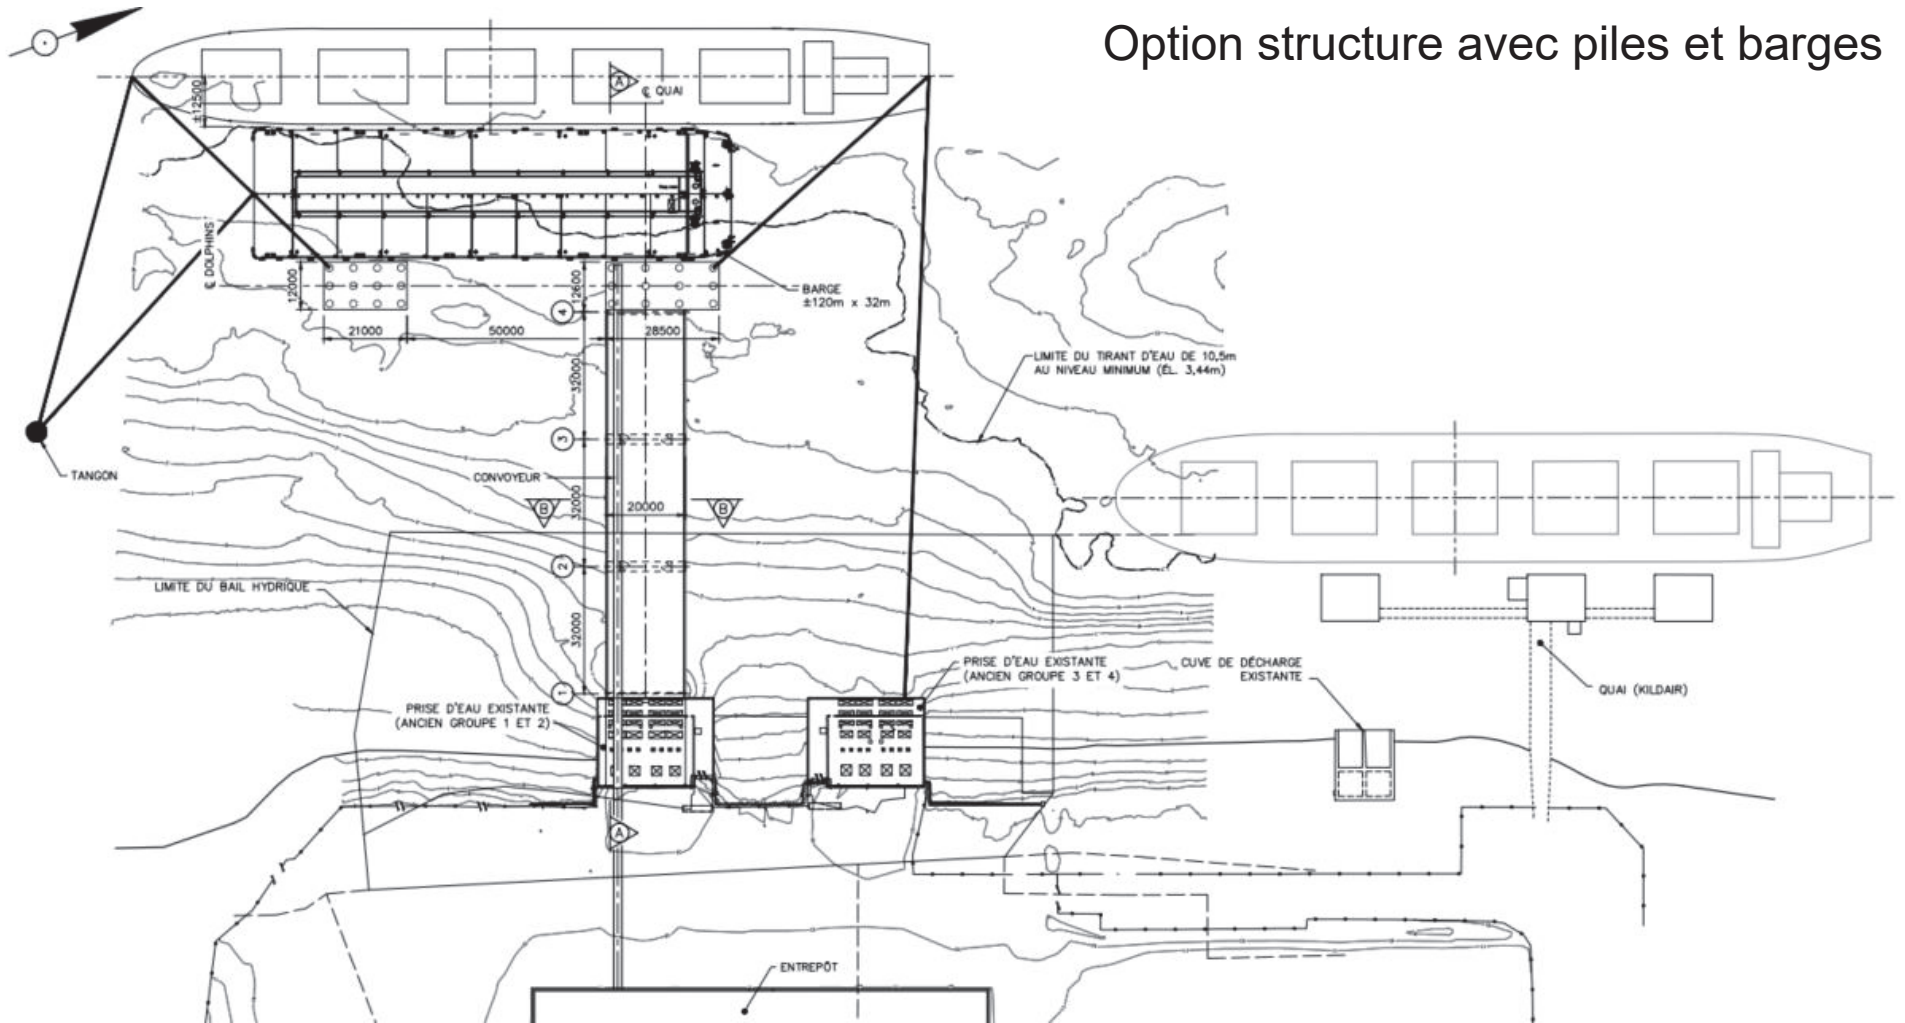 Option structure avec piles et barges
A
℄ QUAI
±12500
℄ DOLPHINS
12000
12600
BARGE
±120m x 32m
4
21000
50000
28500
32000
LIMITE DU TIRANT D'EAU DE 10,5m
AU NIVEAU MINIMUM (ÉL. 3,44m)
3
TANGON
CONVOYEUR
32000
B
20000
B
2
LIMITE DU BAIL HYDRIQUE
32000
PRISE D'EAU EXISTANTE
(ANCIEN GROUPE 3 ET 4)
CUVE DE DÉCHARGE
EXISTANTE
QUAI (KILDAIR)
1
PRISE D'EAU EXISTANTE
(ANCIEN GROUPE 1 ET 2)
A
ENTREPÔT